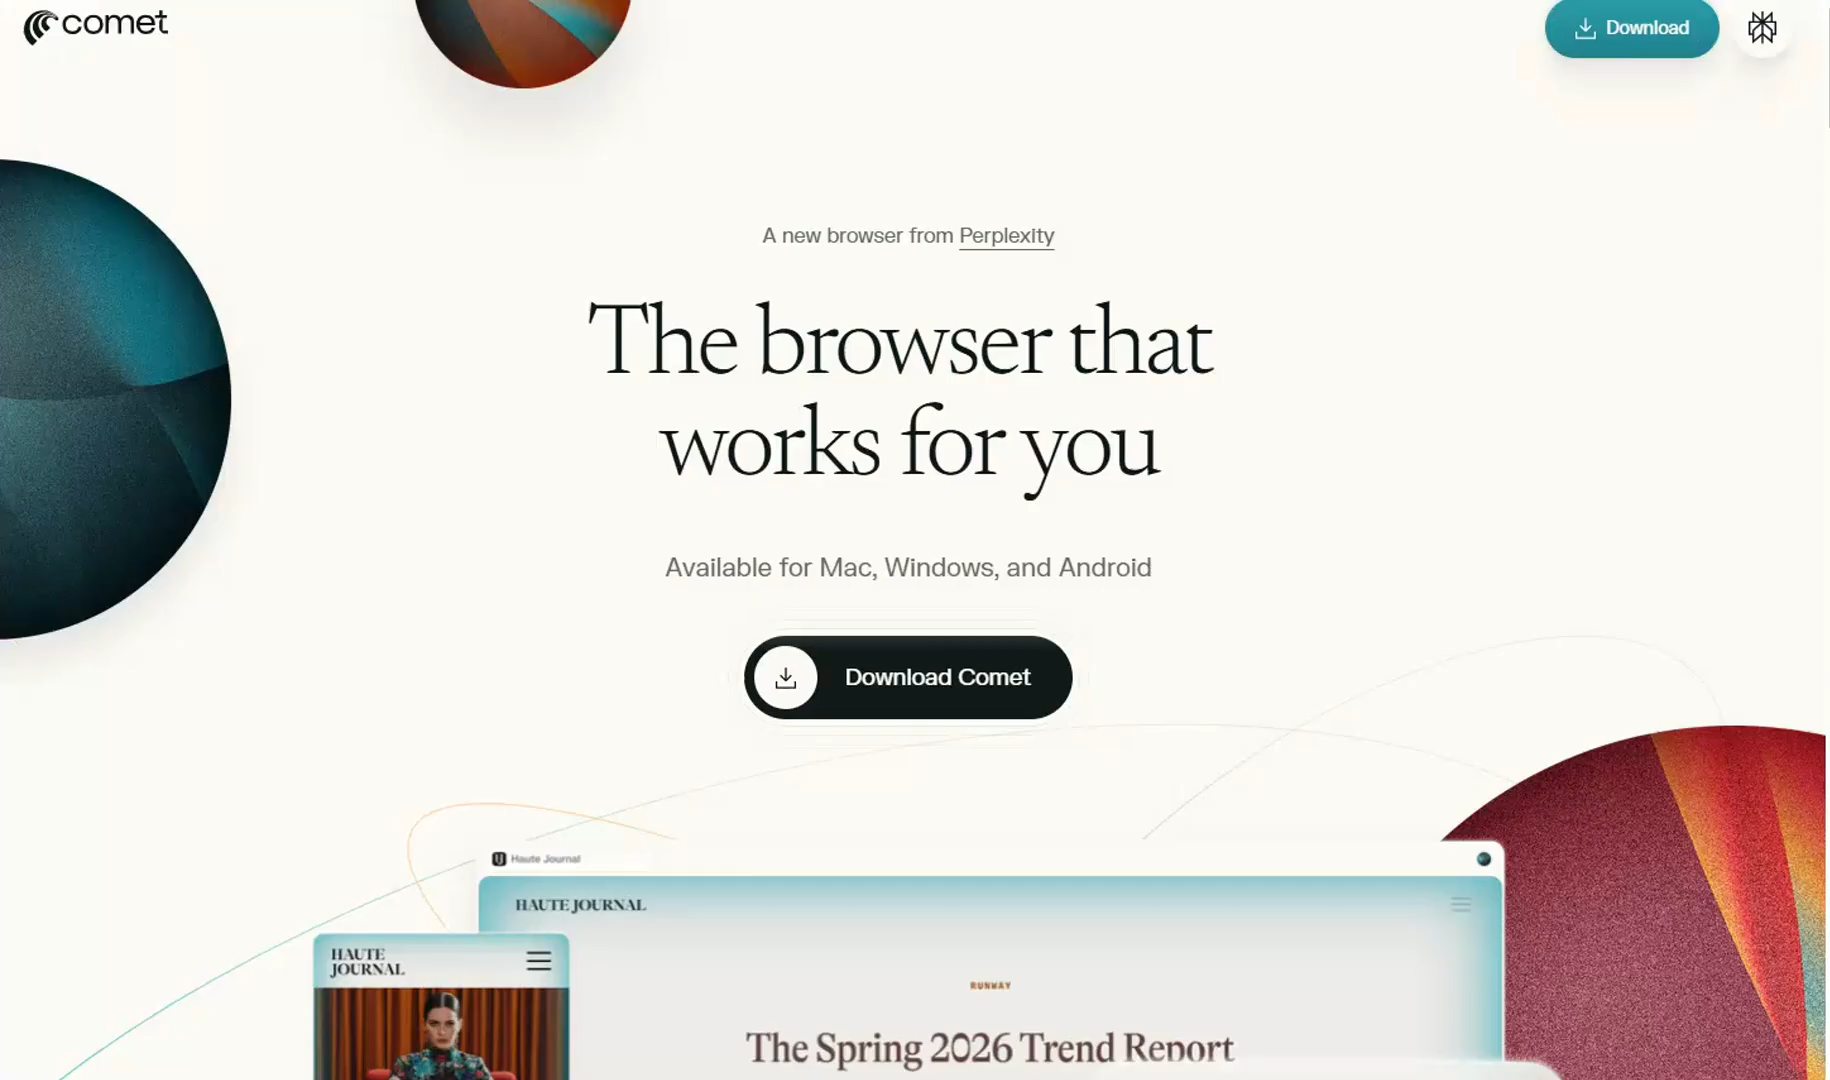 comet
Download
A new browser from Perplexity
The browser that
works for you
Available for Mac, Windows, and Android
Download Comet
Haute Journal
HAUTE JOURNAL
HAUTE
JOURNAL
RUNWAY
The Spring 2026 Trend Report